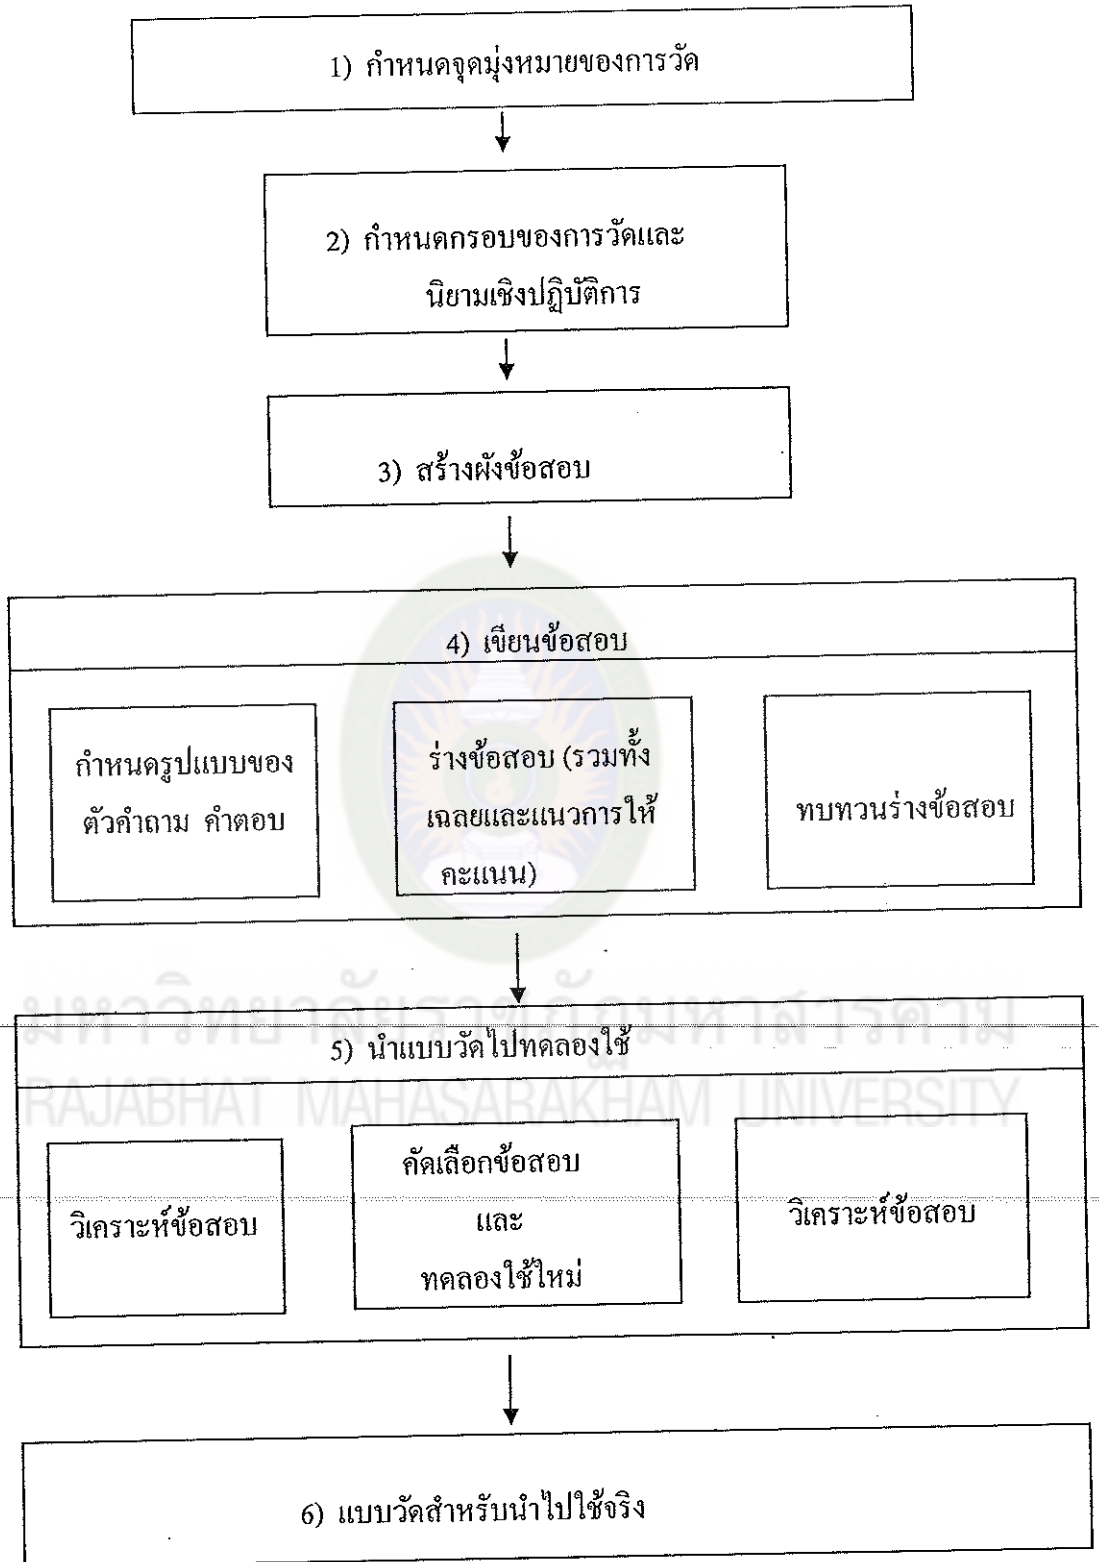 1) กำหนดจุดมุ่งหมายของการวัด
2) กำหนดกรอบของการวัดและ
นิยามเชิงปฏิบัติการ
3) สร้างผังข้อสอบ
4) เขียนข้อสอบ
กำหนดรูปแบบของ
ตัวคำถาม คำตอบ
ร่างข้อสอบ (รวมทั้ง
เฉลยและแนวการให้
คะแนน)
ทบทวนร่างข้อสอบ
มหาวิทยาลัยราชภัฏมหาสารคาม
5) นำแบบวัดไปทดลองใช้
RAJABHAT MAHASARAKHAM UNIVERSITY
วิเคราะห์ข้อสอบ
คัดเลือกข้อสอบ
และ
ทดลองใช้ใหม่
วิเคราะห์ข้อสอบ
6) แบบวัดสำหรับนำไปใช้จริง